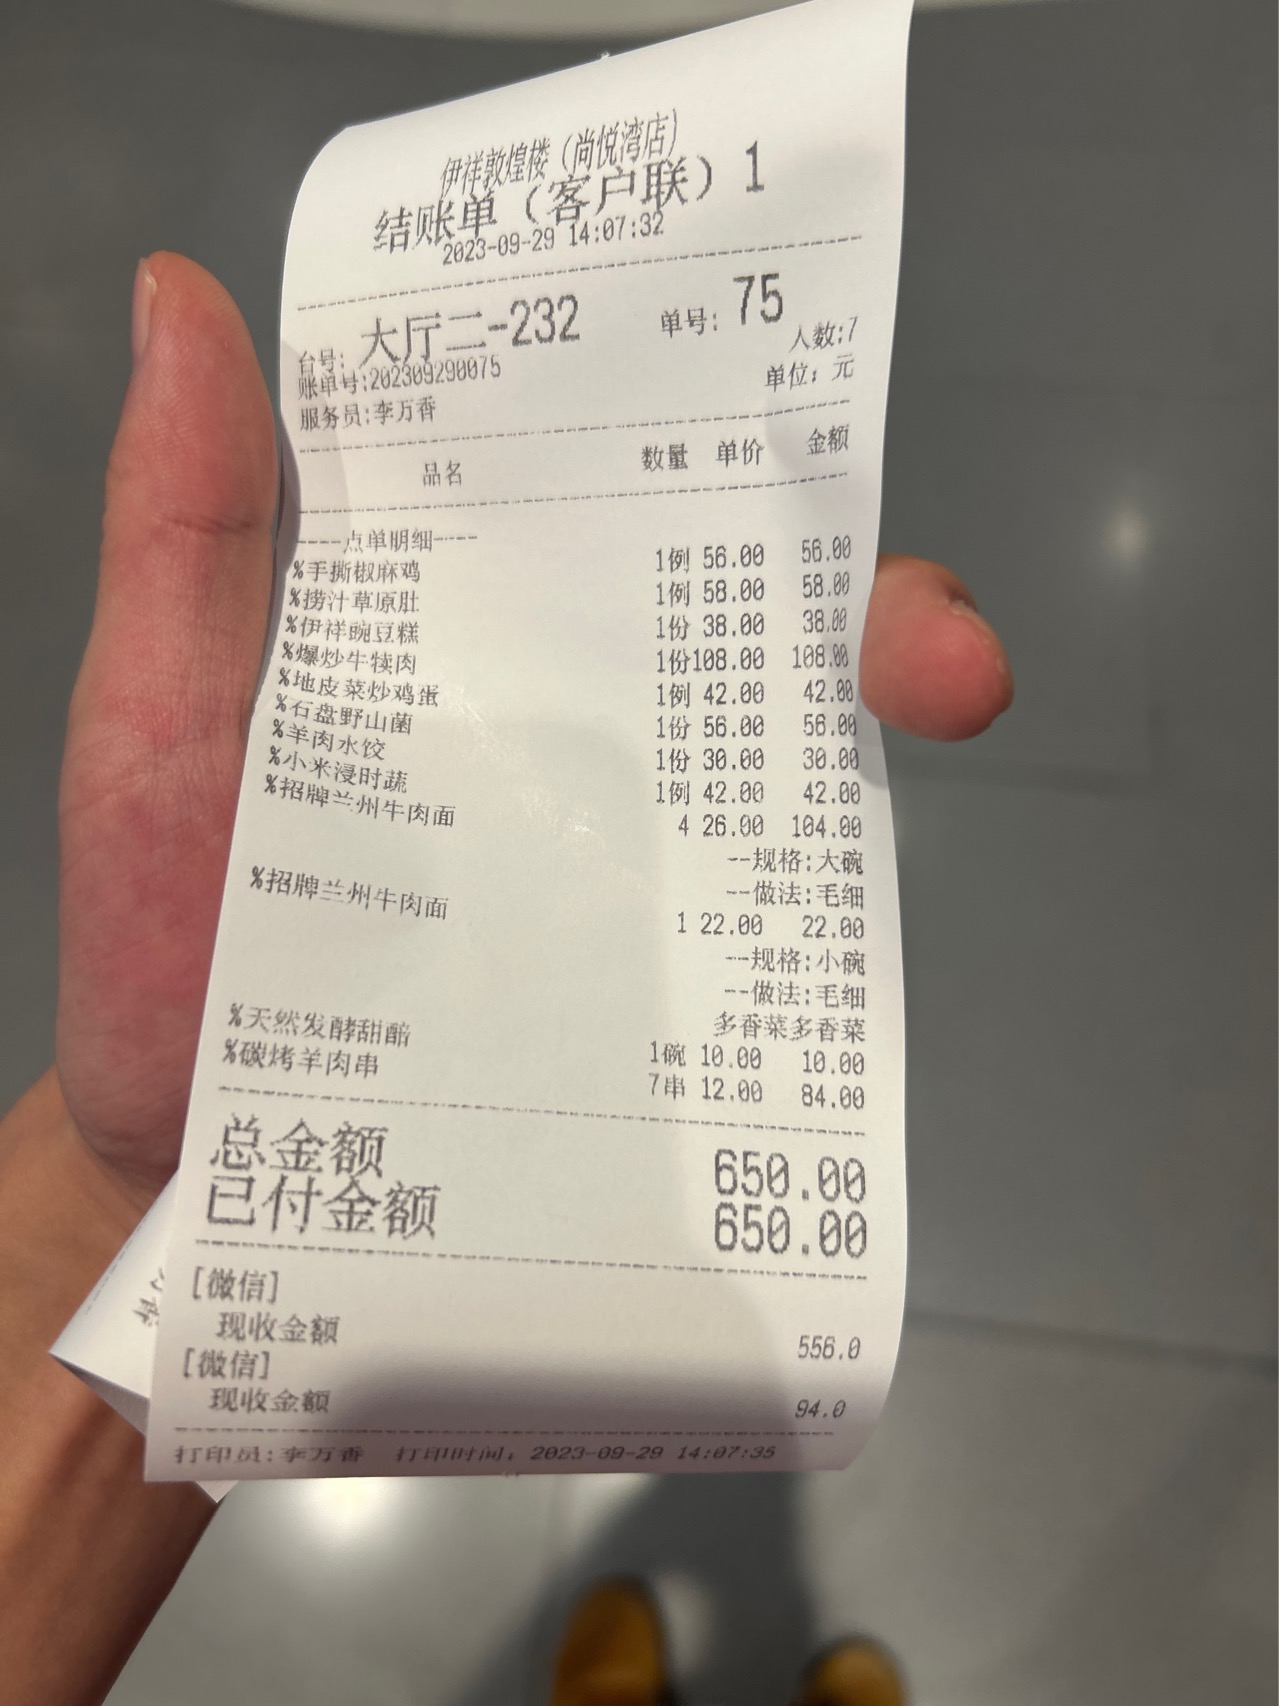 伊祥敦煌楼（尚悦湾店）
结账单（客户联）1
2023-09-29 14:07:32
台号: 大厅二-232 单号: 75
账单号:202309290075 人数:7
服务员:李万香 单位: 元
品名 数量 单价 金额
----点单明细----
%手撕椒麻鸡 1例 56.00 56.00
%捞汁草原肚 1例 58.00 58.00
%伊祥豌豆糕 1份 38.00 38.00
%爆炒牛犊肉 1份108.00 108.00
%地皮菜炒鸡蛋 1例 42.00 42.00
%石盘野山菌 1份 56.00 56.00
%羊肉水饺 1份 30.00 30.00
%小米浸时蔬 1例 42.00 42.00
%招牌兰州牛肉面 4 26.00 104.00
--规格:大碗
--做法:毛细
%招牌兰州牛肉面 1 22.00 22.00
--规格:小碗
--做法:毛细
多香菜多香菜
%天然发酵甜醅 1碗 10.00 10.00
%碳烤羊肉串 7串 12.00 84.00
总金额 650.00
已付金额 650.00
[微信]
现收金额 556.0
[微信]
现收金额 94.0
打印员:李万香 打印时间: 2023-09-29 14:07:35